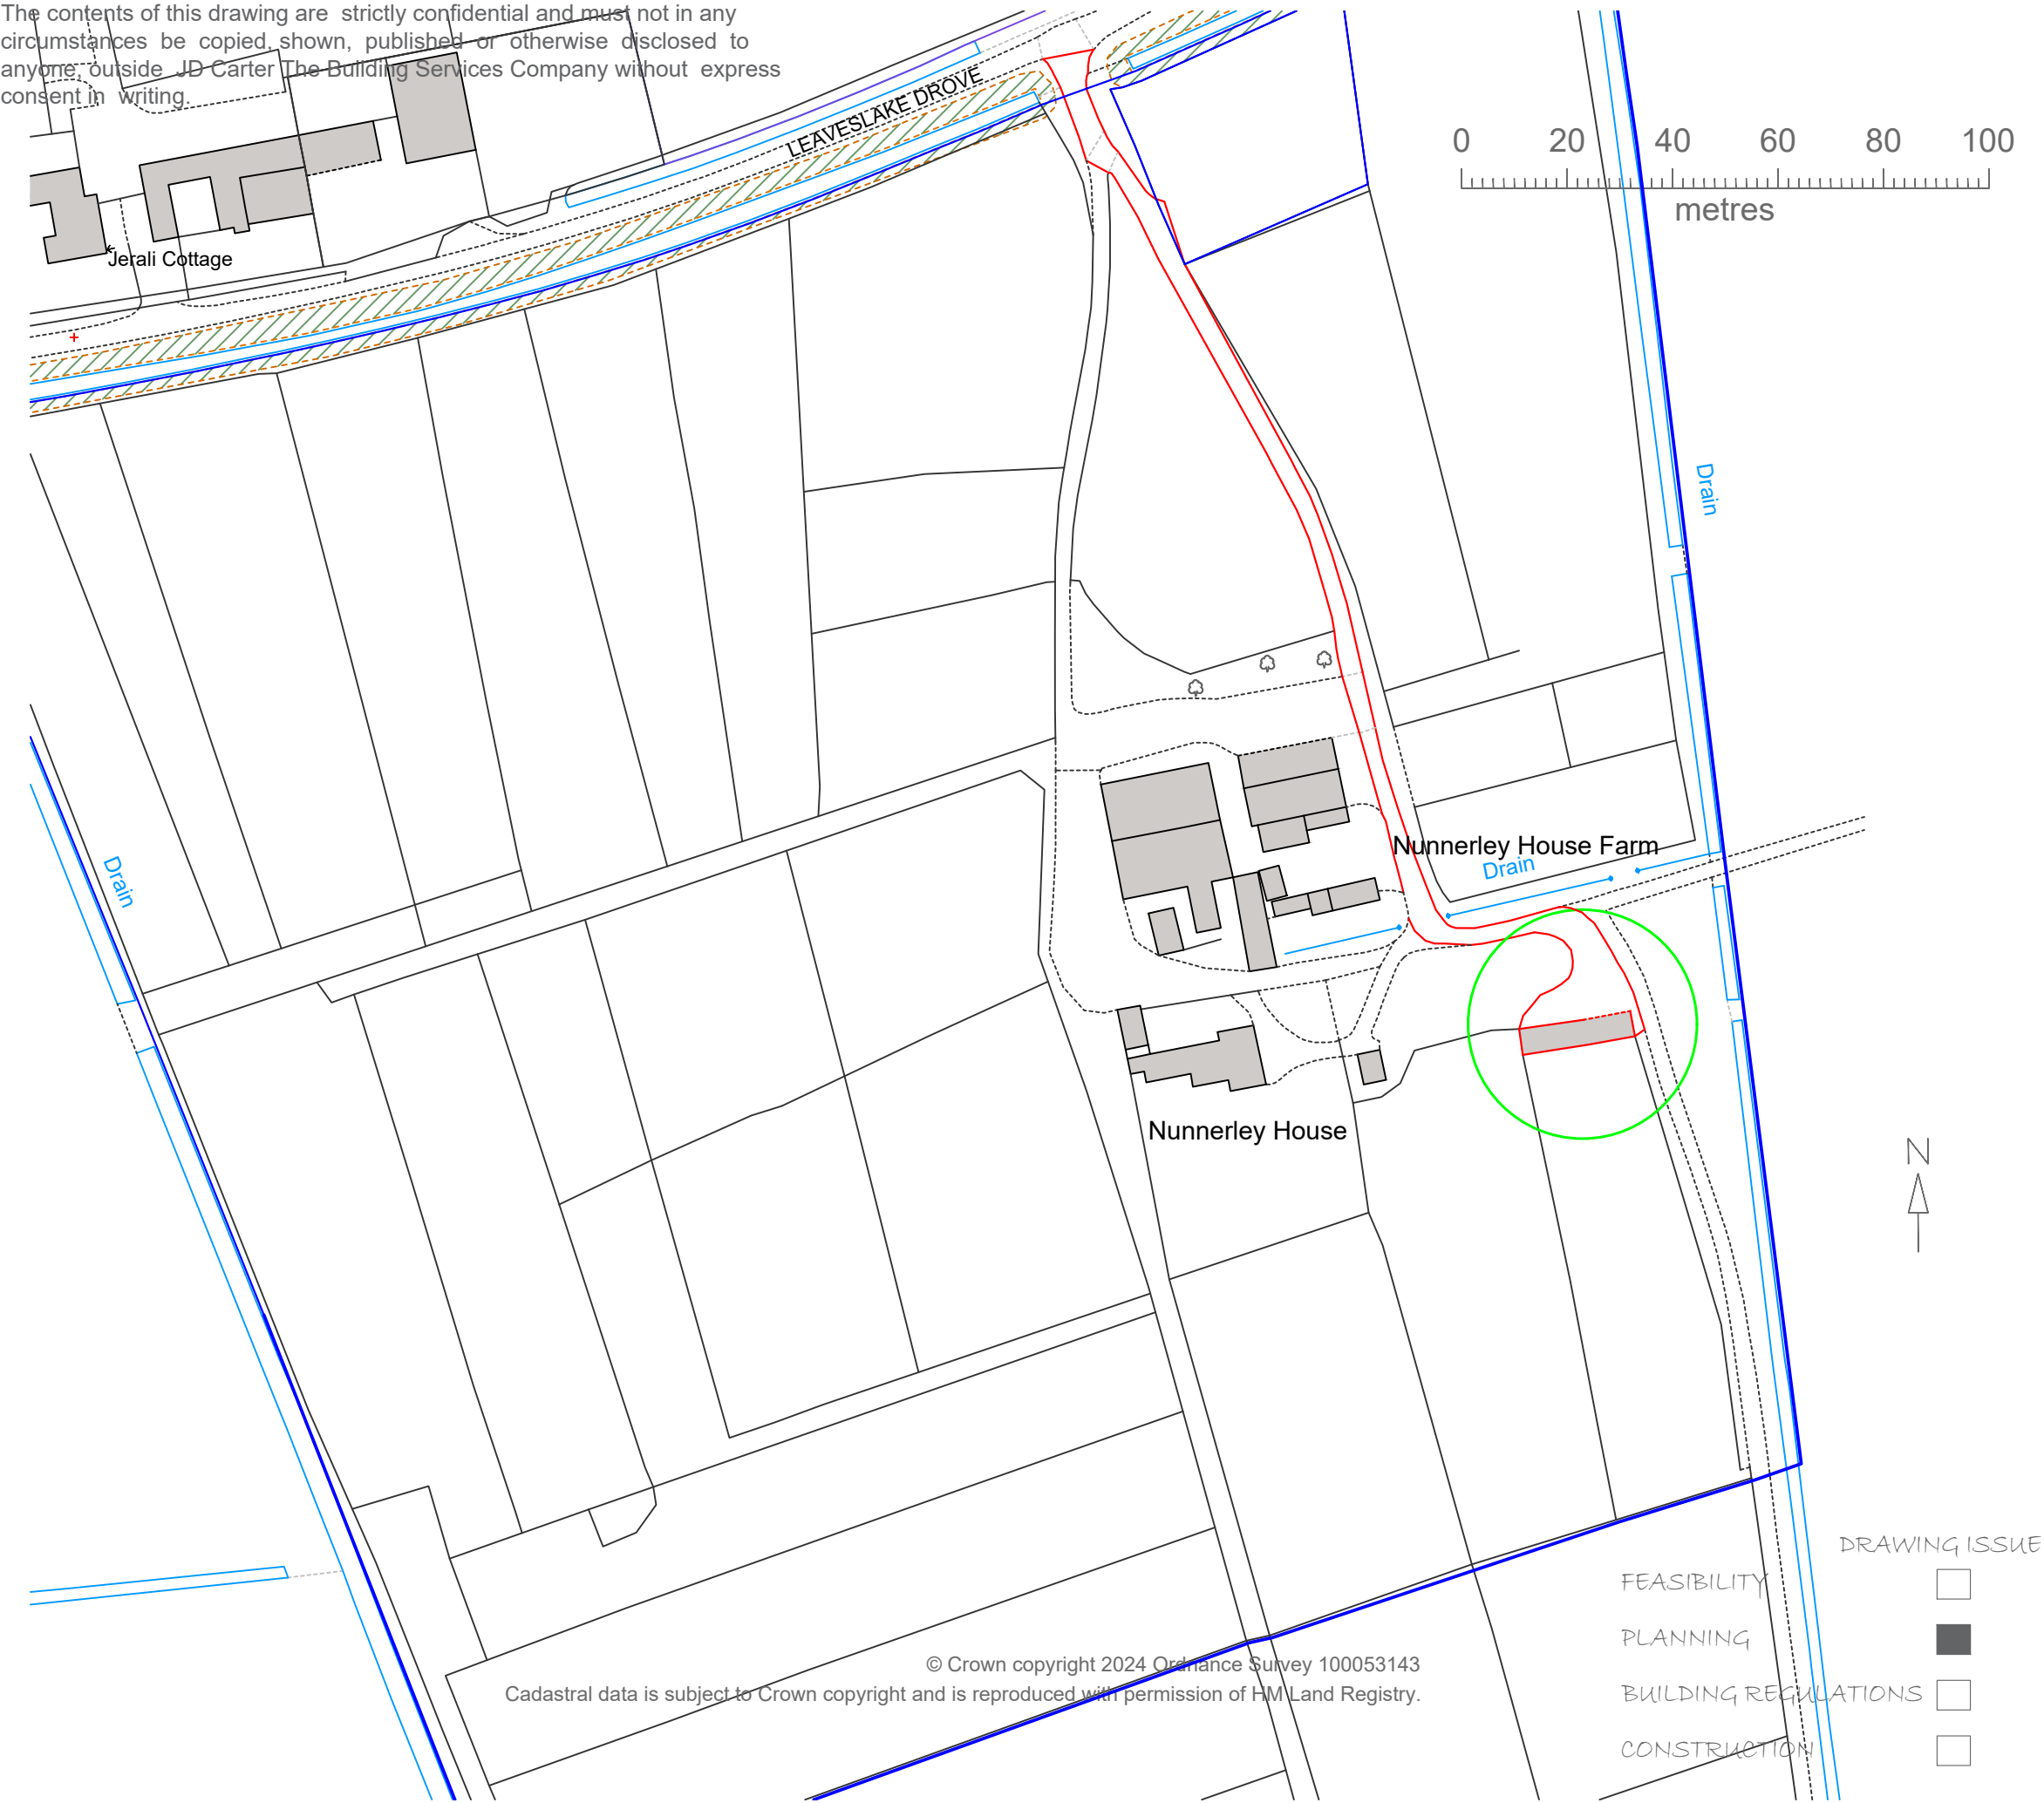 The contents of this drawing are strictly confidential and must not in any
circumstances be copied, shown, published or otherwise disclosed to
anyone, outside JD Carter The Building Services Company without express
consent in writing.
LEAVESLAKE DROVE
0 20 40 60 80 100
metres
Jerali Cottage
Drain
Nunnerley House Farm
Drain
Drain
Nunnerley House
N
DRAWING ISSUE
FEASIBILITY
PLANNING
BUILDING REGULATIONS
CONSTRUCTION
© Crown copyright 2024 Ordnance Survey 100053143
Cadastral data is subject to Crown copyright and is reproduced with permission of HM Land Registry.